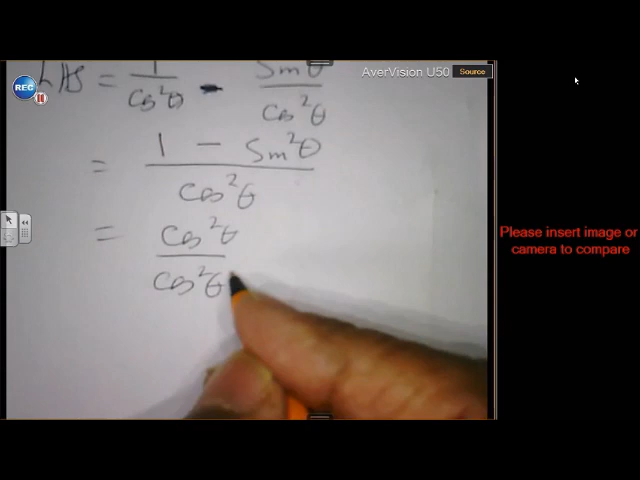 AverVision U50 Source
REC
LHS = 1/cos²θ - sin²θ/cos²θ
= 1 - sin²θ
cos²θ
= cos²θ
cos²θ
Please insert image or
camera to compare